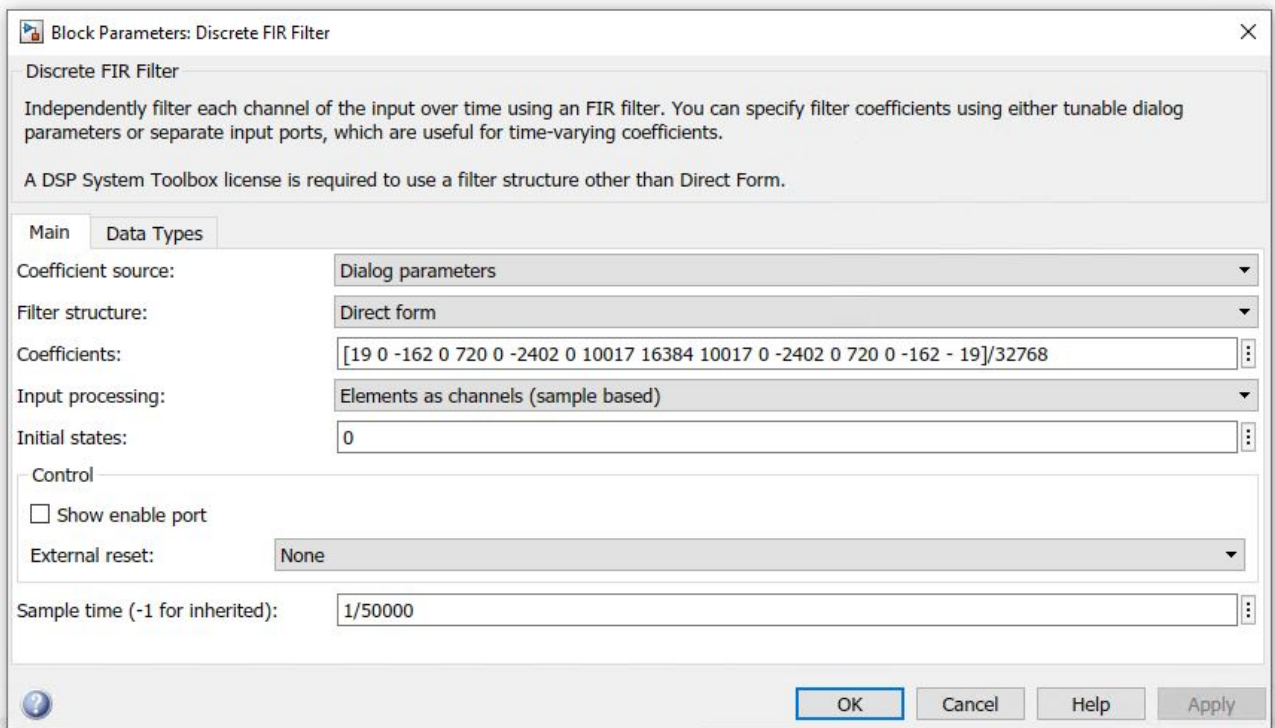 Block Parameters: Discrete FIR Filter
Discrete FIR Filter
Independently filter each channel of the input over time using an FIR filter. You can specify filter coefficients using either tunable dialog
parameters or separate input ports, which are useful for time-varying coefficients.
A DSP System Toolbox license is required to use a filter structure other than Direct Form.
Main Data Types
Coefficient source: Dialog parameters
Filter structure: Direct form
Coefficients: [19 0 -162 0 720 0 -2402 0 10017 16384 10017 0 -2402 0 720 0 -162 - 19]/32768
Input processing: Elements as channels (sample based)
Initial states: 0
Control
Show enable port
External reset: None
Sample time (-1 for inherited): 1/50000
? OK Cancel Help Apply